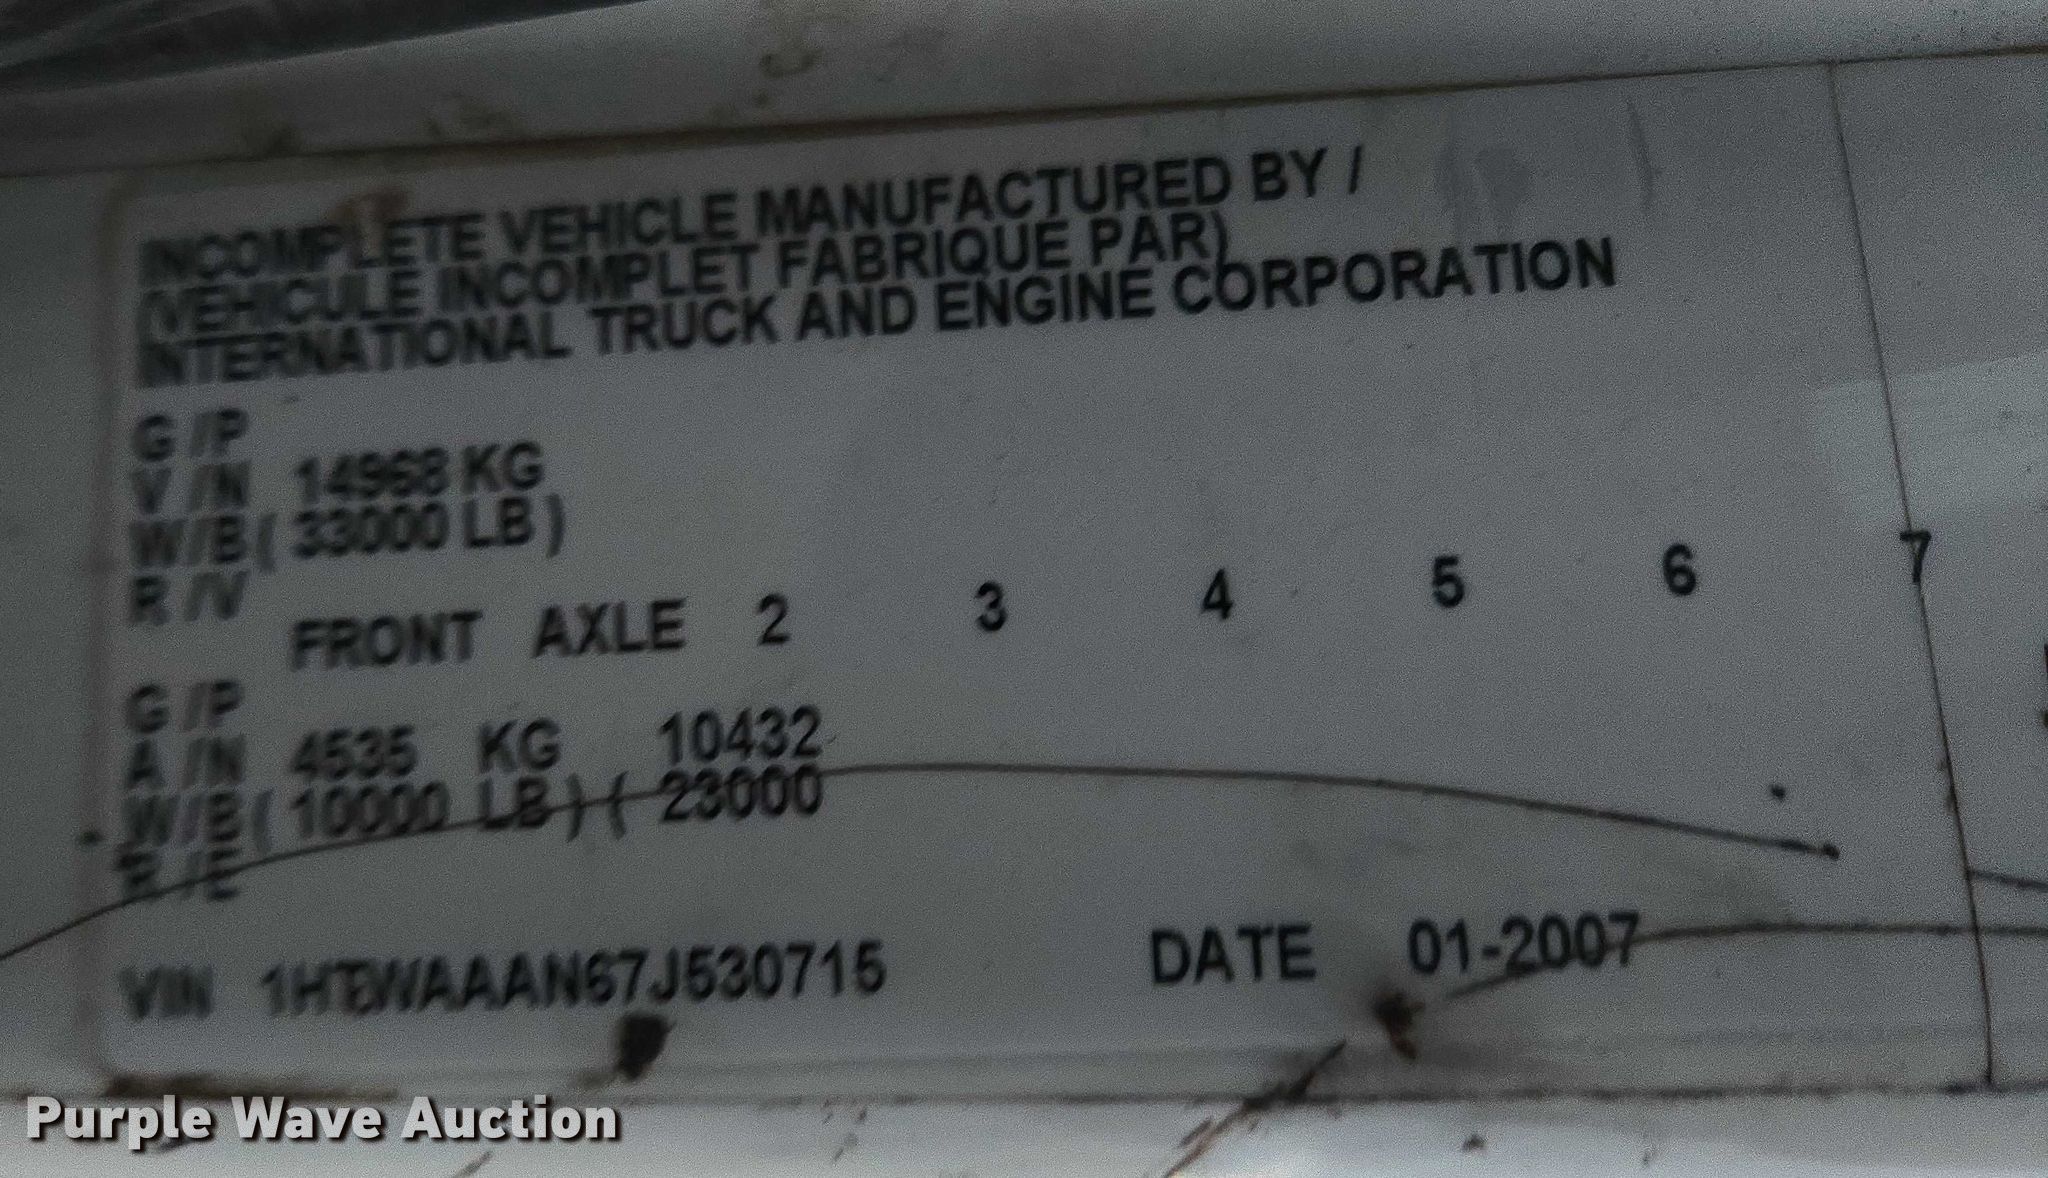 INCOMPLETE VEHICLE MANUFACTURED BY /
(VEHICULE INCOMPLET FABRIQUE PAR)
INTERNATIONAL TRUCK AND ENGINE CORPORATION
G /P
V /N 14968 KG
W/B ( 33000 LB )
R /V
FRONT AXLE 2 3 4 5 6 7
G /P
A /N 4535 KG 10432
W/B ( 10000 LB ) ( 23000
R /E
VIN 1HTWAAAN67J530715 DATE 01-2007
Purple Wave Auction